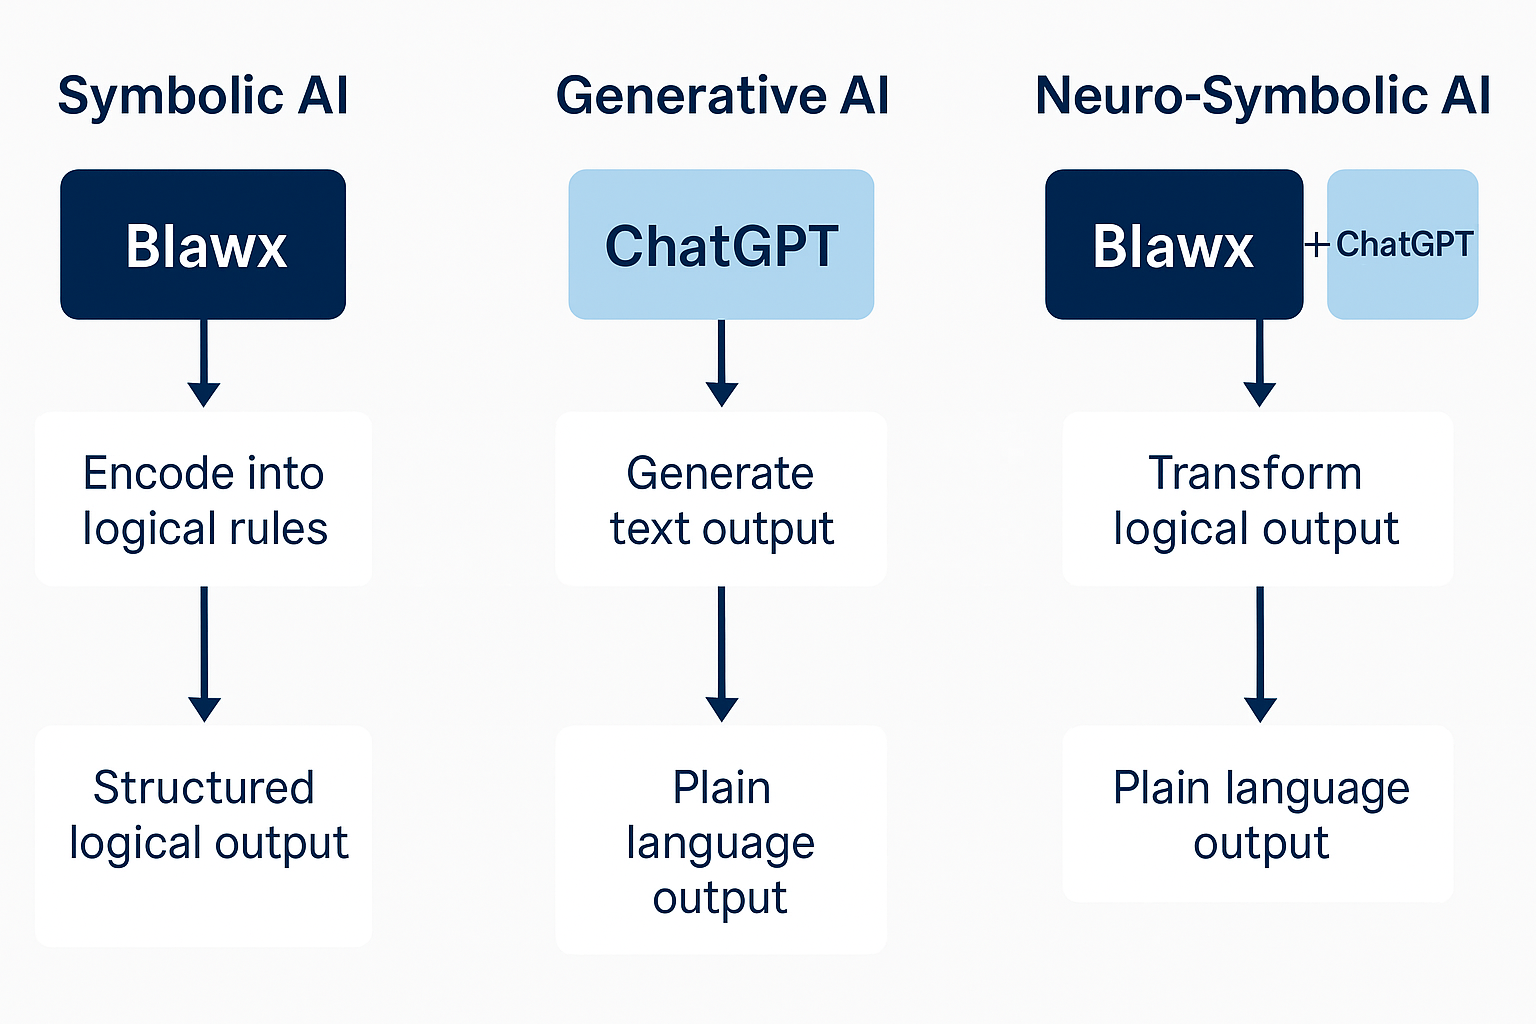 Symbolic AI
Blawx
Encode into
logical rules
Structured
logical output
Generative AI
ChatGPT
Generate
text output
Plain
language
output
Neuro-Symbolic AI
Blawx + ChatGPT
Transform
logical output
Plain language
output